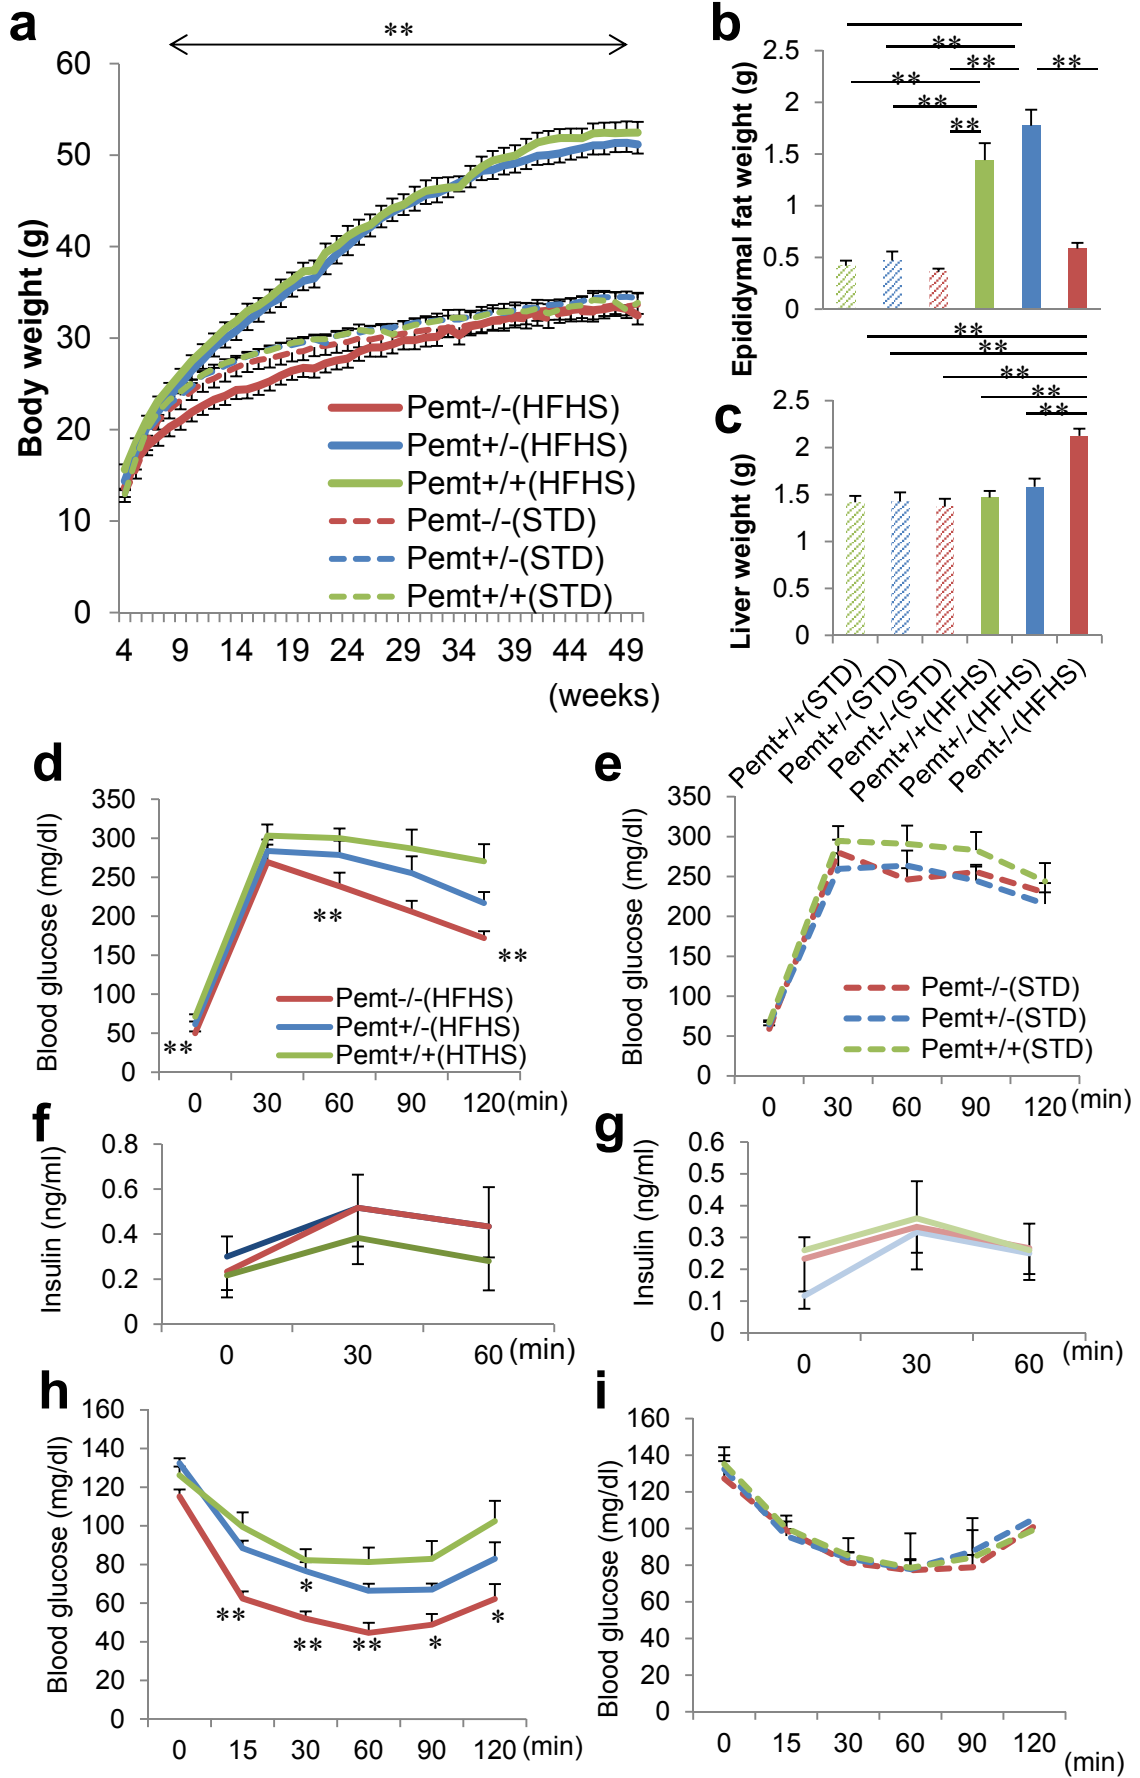 a
**
60
50
40
30
20
10
0
Body weight (g)
4 9 14 19 24 29 34 39 44 49
(weeks)
Pemt-/-(HFHS)
Pemt+/-(HFHS)
Pemt+/+(HFHS)
Pemt-/-(STD)
Pemt+/-(STD)
Pemt+/+(STD)
b
2.5
2
1.5
1
0.5
0
Epididymal fat weight (g)
**
** **
**
**
**
c
2.5
2
1.5
1
0.5
0
Liver weight (g)
**
**
**
**
**
Pemt+/+(STD)
Pemt+/-(STD)
Pemt-/-(STD)
Pemt+/+(HFHS)
Pemt+/-(HFHS)
Pemt-/-(HFHS)
d
350
300
250
200
150
100
50
0
Blood glucose (mg/dl)
**
**
**
Pemt-/-(HFHS)
Pemt+/-(HFHS)
Pemt+/+(HTHS)
0 30 60 90 120 (min)
e
350
300
250
200
150
100
50
0
Blood glucose (mg/dl)
Pemt-/-(STD)
Pemt+/-(STD)
Pemt+/+(STD)
0 30 60 90 120 (min)
f
0.8
0.6
0.4
0.2
0
Insulin (ng/ml)
0 30 60 (min)
g
0.6
0.5
0.4
0.3
0.2
0.1
0
Insulin (ng/ml)
0 30 60 (min)
h
160
140
120
100
80
60
40
20
0
Blood glucose (mg/dl)
*
**
** ** * *
0 15 30 60 90 120 (min)
i
160
140
120
100
80
60
40
20
0
Blood glucose (mg/dl)
0 15 30 60 90 120 (min)